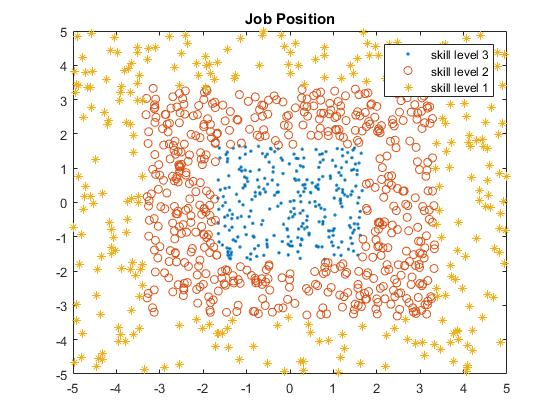 Job Position
skill level 3
skill level 2
skill level 1
5
4
3
2
1
0
-1
-2
-3
-4
-5
-5 -4 -3 -2 -1 0 1 2 3 4 5